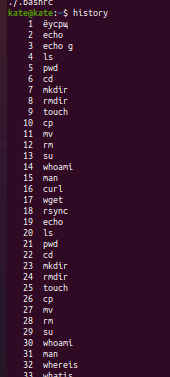 ./.bashrc
kate@kate:~$ history
1 ёусрщ
2 echo
3 echo g
4 ls
5 pwd
6 cd
7 mkdir
8 rmdir
9 touch
10 cp
11 mv
12 rm
13 su
14 whoami
15 man
16 curl
17 wget
18 rsync
19 echo
20 ls
21 pwd
22 cd
23 mkdir
24 rmdir
25 touch
26 cp
27 mv
28 rm
29 su
30 whoami
31 man
32 whereis
33 whatis